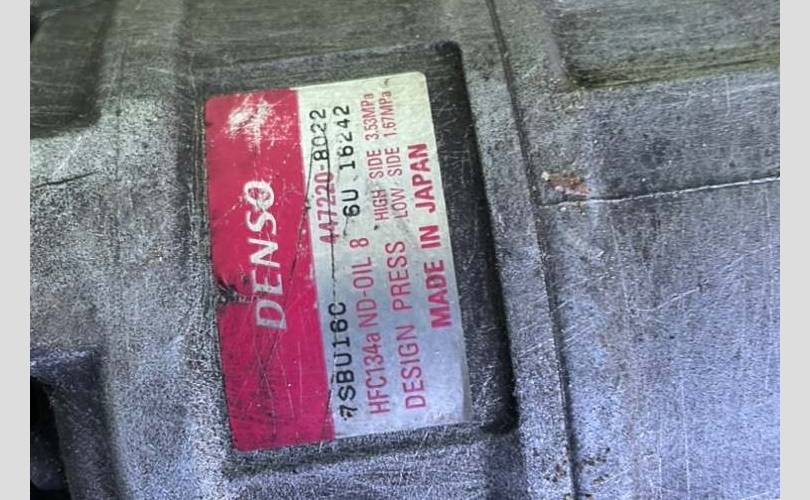 DENSO
7SBU16C 447220-8022
6U 16242
HFC134a ND-OIL 8 HIGH SIDE 3.53MPa
DESIGN PRESS LOW SIDE 1.67MPa
MADE IN JAPAN